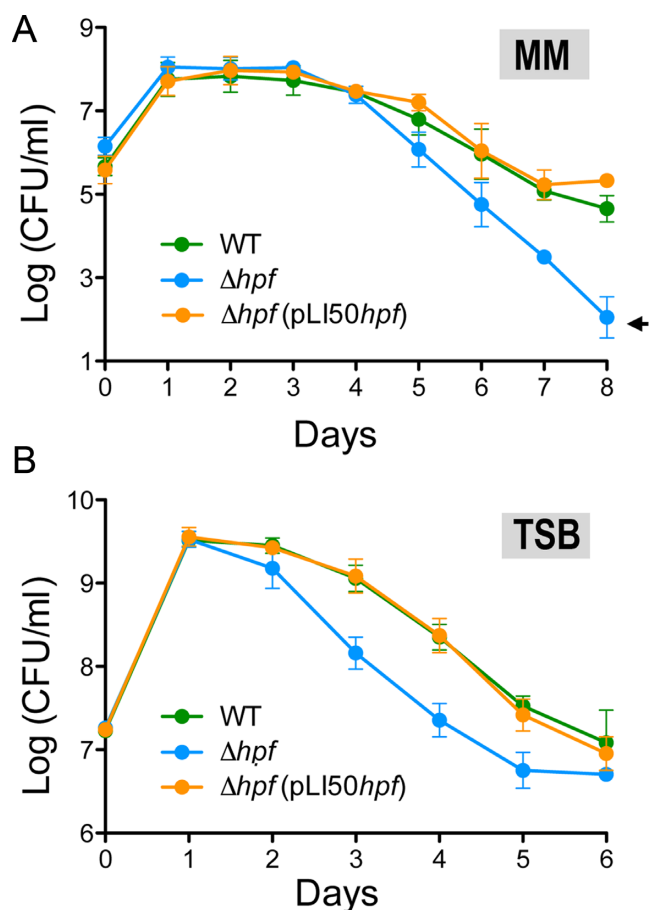 A
MM
9
7
5
3
1
Log (CFU/ml)
WT
Δhpf
Δhpf (pLI50hpf)
0 1 2 3 4 5 6 7 8
Days
B
TSB
10
9
8
7
6
Log (CFU/ml)
WT
Δhpf
Δhpf (pLI50hpf)
0 1 2 3 4 5 6
Days